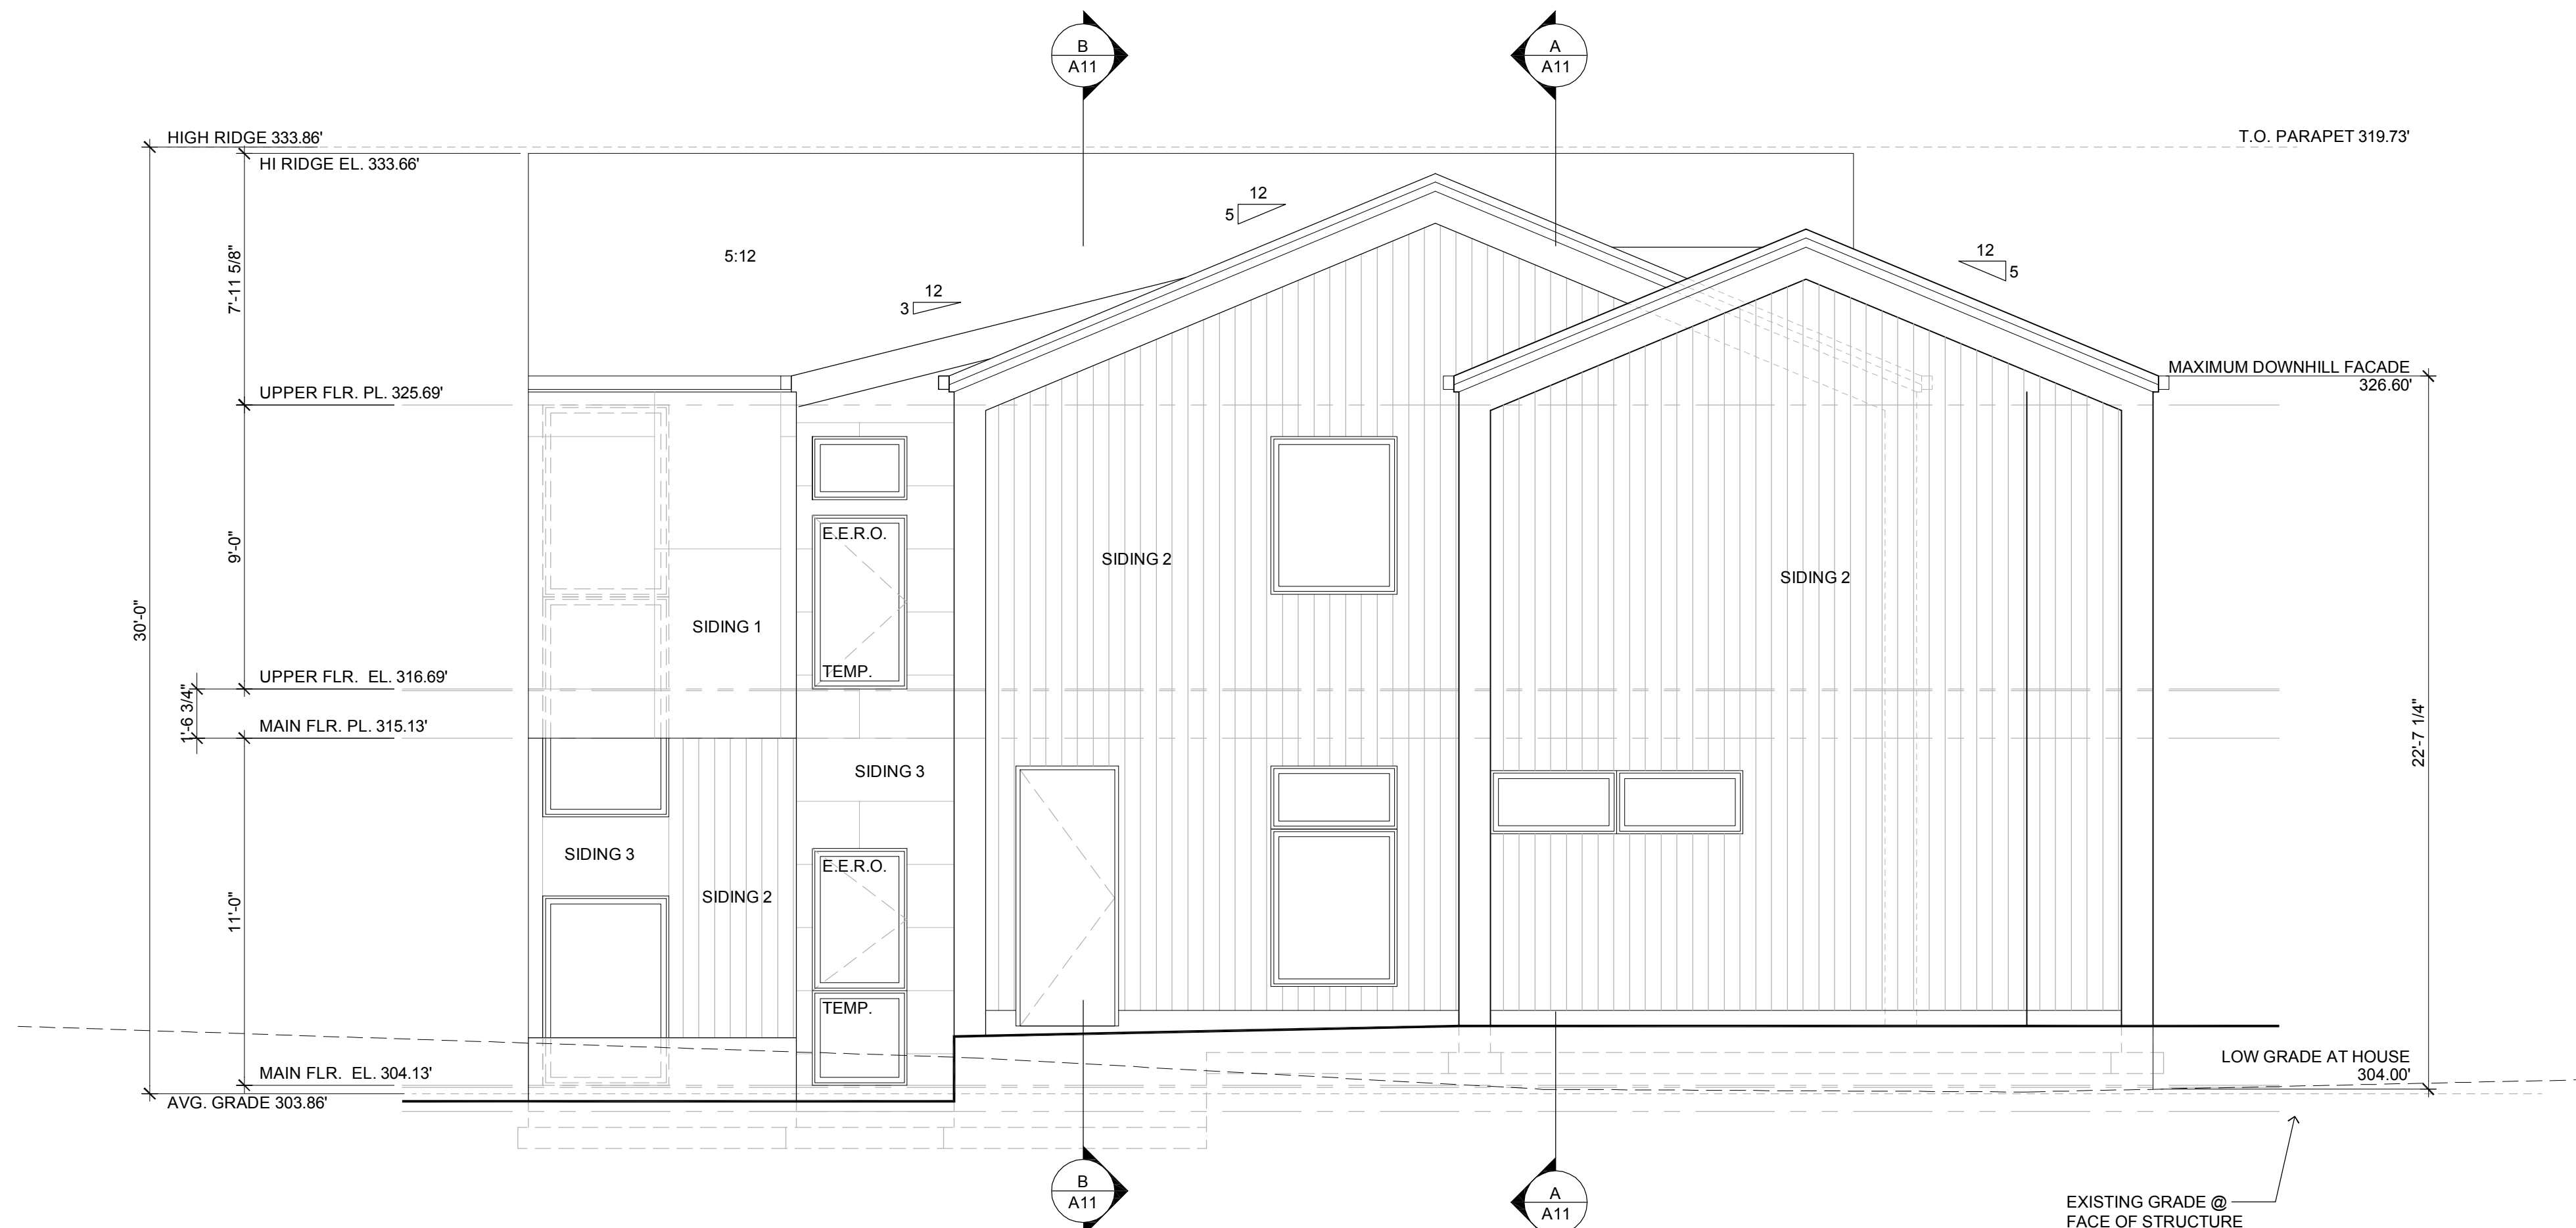 B
A11
A
A11
HIGH RIDGE 333.86'
T.O. PARAPET 319.73'
HI RIDGE EL. 333.66'
12
5
12
5
5:12
12
3
7'-11 5/8"
MAXIMUM DOWNHILL FACADE
326.60'
UPPER FLR. PL. 325.69'
E.E.R.O.
9'-0"
SIDING 2
SIDING 2
30'-0"
SIDING 1
TEMP.
UPPER FLR. EL. 316.69'
1'-6 3/4"
MAIN FLR. PL. 315.13'
22'-7 1/4"
SIDING 3
SIDING 3
E.E.R.O.
SIDING 2
11'-0"
TEMP.
LOW GRADE AT HOUSE
304.00'
MAIN FLR. EL. 304.13'
AVG. GRADE 303.86'
B
A11
A
A11
EXISTING GRADE @
FACE OF STRUCTURE